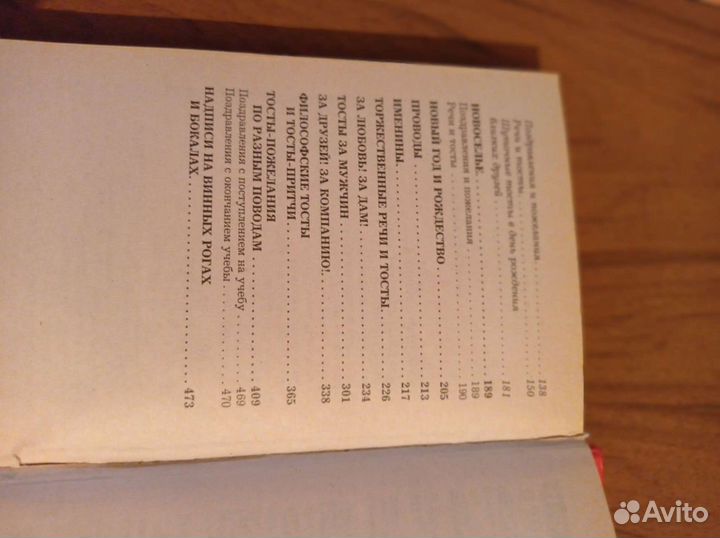 Поздравления и пожелания . . . . . . . . . . . 138
Речи и тосты . . . . . . . . . . . . . . . . . . . . 150
Шуточные тосты в день рождения
близких друзей . . . . . . . . . . . . . . . . . . 181
НОВОСЕЛЬЕ . . . . . . . . . . . . . . . . . . . . . 189
Поздравления и пожелания . . . . . . . . . . . 189
Речи и тосты . . . . . . . . . . . . . . . . . . . . 190
НОВЫЙ ГОД И РОЖДЕСТВО . . . . . . . . . . . 205
ПРОВОДЫ . . . . . . . . . . . . . . . . . . . . . . 213
ИМЕНИНЫ . . . . . . . . . . . . . . . . . . . . . . 217
ТОРЖЕСТВЕННЫЕ РЕЧИ И ТОСТЫ . . . . . . 226
ЗА ЛЮБОВЬ! ЗА ДАМ! . . . . . . . . . . . . . . . 234
ТОСТЫ ЗА МУЖЧИН . . . . . . . . . . . . . . . . 301
ЗА ДРУЗЕЙ! ЗА КОМПАНИЮ! . . . . . . . . . . . 338
ФИЛОСОФСКИЕ ТОСТЫ
И ТОСТЫ-ПРИТЧИ . . . . . . . . . . . . . . . . . 365
ТОСТЫ-ПОЖЕЛАНИЯ
ПО РАЗНЫМ ПОВОДАМ . . . . . . . . . . . . . . 409
Поздравления с поступлением на учебу . . . . . 469
Поздравления с окончанием учебы . . . . . . . . 470
НАДПИСИ НА ВИННЫХ РОГАХ
И БОКАЛАХ . . . . . . . . . . . . . . . . . . . . . 473
Avito